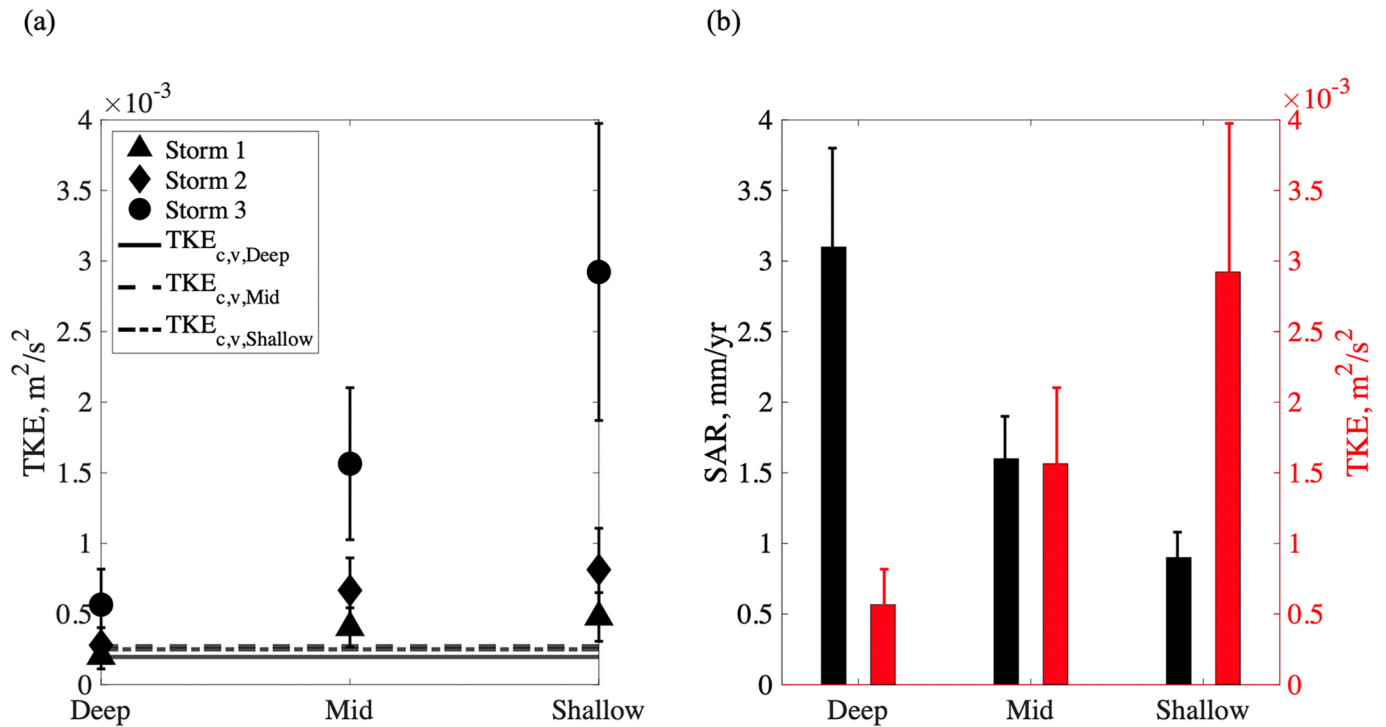 (a)
×10⁻³
4
3.5
3
2.5
2
1.5
1
0.5
0
TKE, m²/s²
Storm 1
Storm 2
Storm 3
TKE c,v,Deep
TKE c,v,Mid
TKE c,v,Shallow
Deep Mid Shallow
(b)
4
3.5
3
2.5
2
1.5
1
0.5
0
SAR, mm/yr
×10⁻³
4
3.5
3
2.5
2
1.5
1
0.5
0
TKE, m²/s²
Deep Mid Shallow